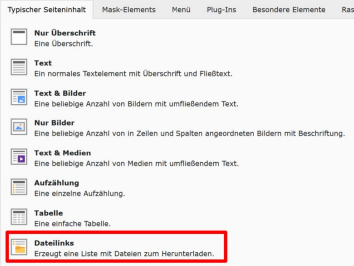 Typischer Seiteninhalt Mask-Elements Menü Plug-Ins Besondere Elemente Ras
Nur Überschrift
Eine Überschrift.
Text
Ein normales Textelement mit Überschrift und Fließtext.
Text & Bilder
Eine beliebige Anzahl von Bildern mit umfließendem Text.
Nur Bilder
Eine beliebige Anzahl von in Zeilen und Spalten angeordneten Bildern mit Beschriftung.
Text & Medien
Eine beliebige Anzahl von Medien mit umfließendem Text.
Aufzählung
Eine einzelne Aufzählung.
Tabelle
Eine einfache Tabelle.
Dateilinks
Erzeugt eine Liste mit Dateien zum Herunterladen.